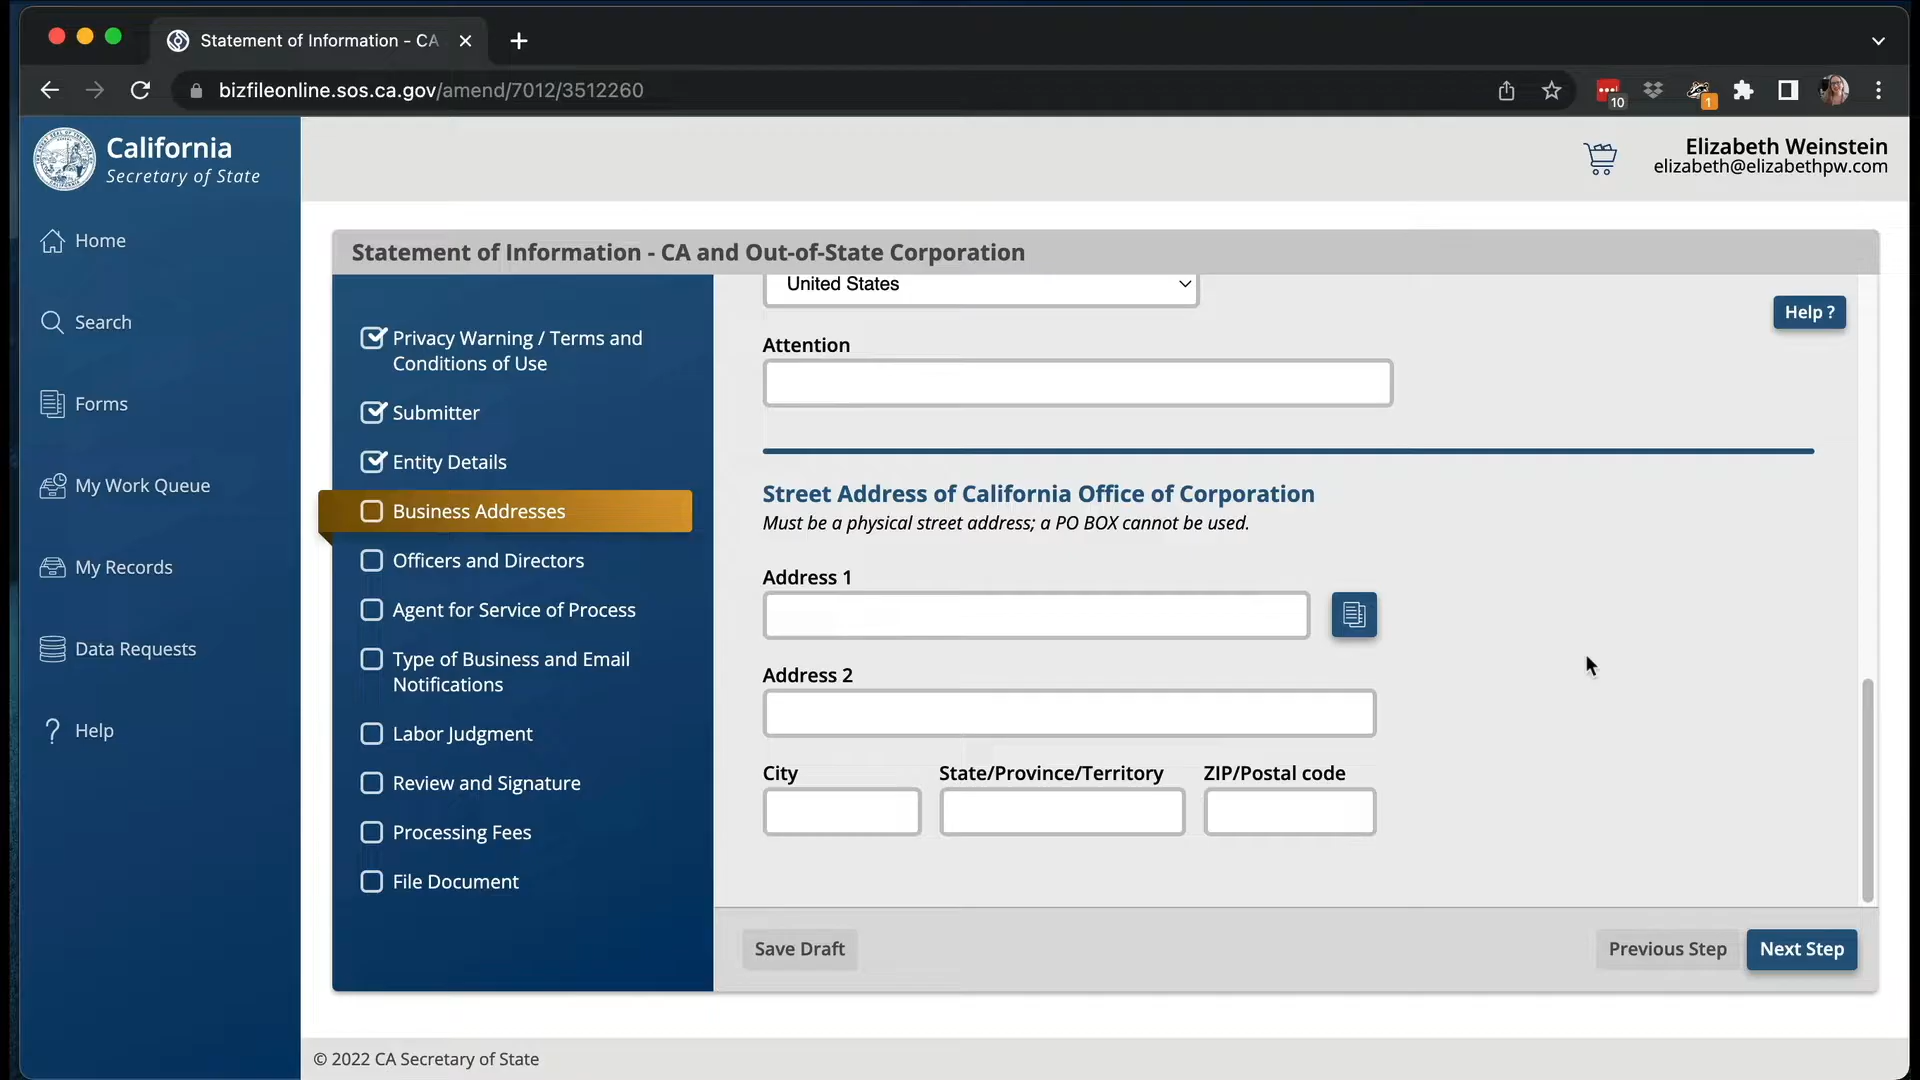 Statement of Information - CA
bizfileonline.sos.ca.gov/amend/7012/3512260
10
1
California
Secretary of State
Elizabeth Weinstein
elizabeth@elizabethpw.com
Home
Search
Forms
My Work Queue
My Records
Data Requests
Help
Statement of Information - CA and Out-of-State Corporation
Privacy Warning / Terms and
Conditions of Use
Submitter
Entity Details
Business Addresses
Officers and Directors
Agent for Service of Process
Type of Business and Email
Notifications
Labor Judgment
Review and Signature
Processing Fees
File Document
United States
Help ?
Attention
Street Address of California Office of Corporation
Must be a physical street address; a PO BOX cannot be used.
Address 1
Address 2
City State/Province/Territory ZIP/Postal code
Save Draft
Previous Step
Next Step
© 2022 CA Secretary of State